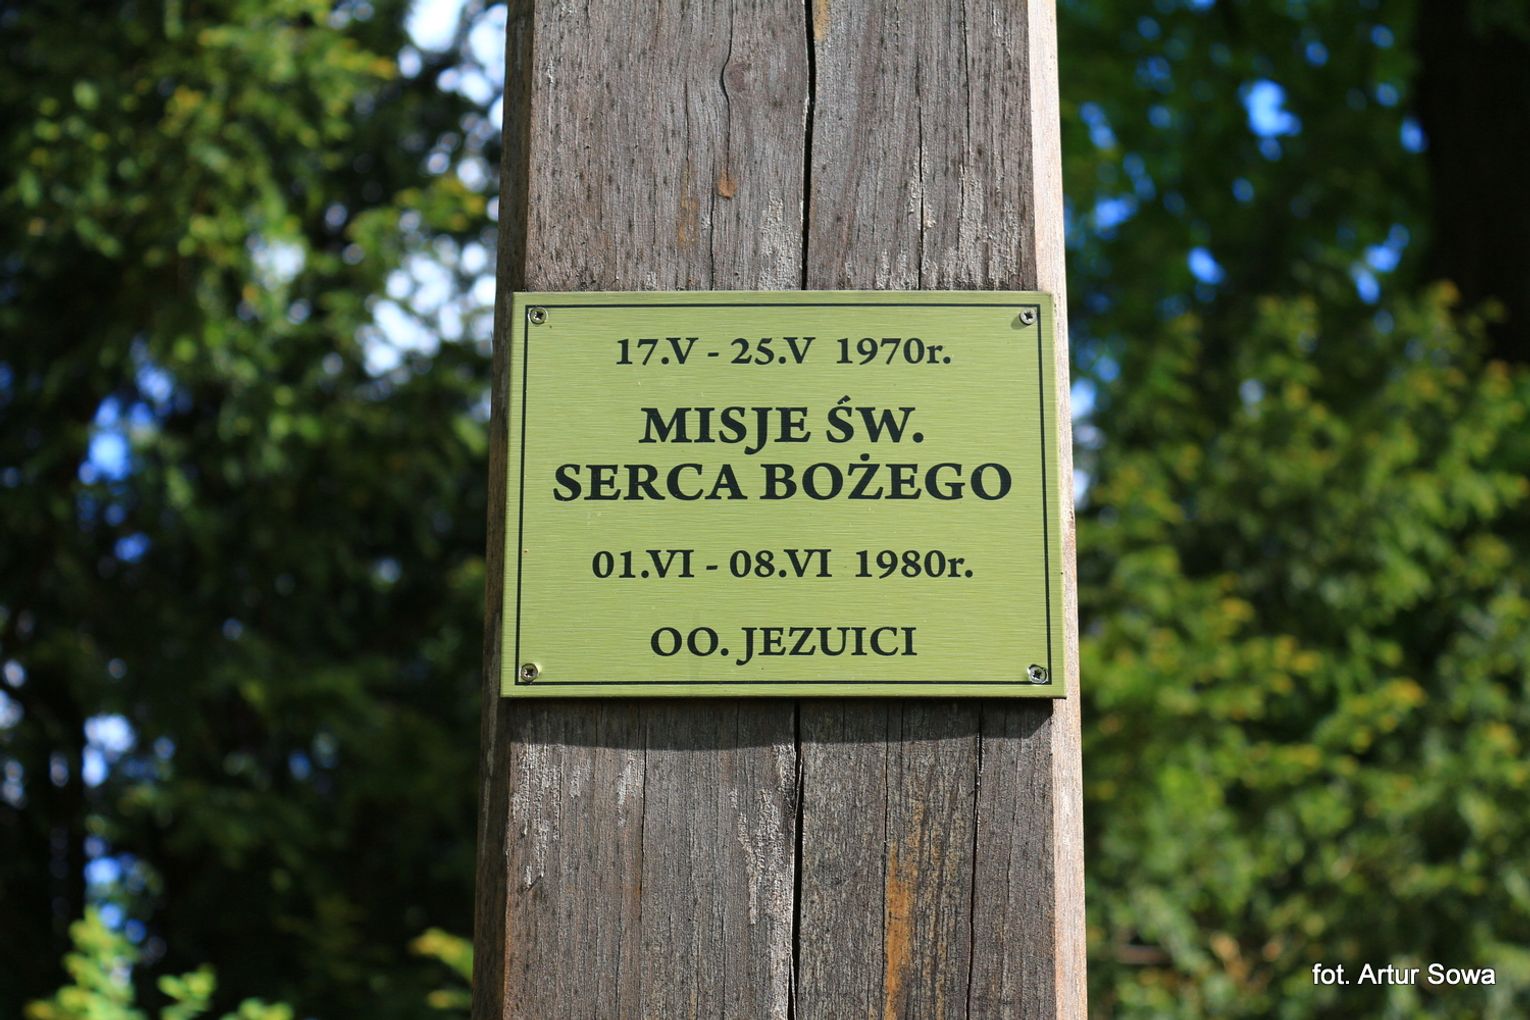 17.V - 25.V 1970r.
MISJE ŚW.
SERCA BOŻEGO
01.VI - 08.VI 1980r.
OO. JEZUICI
fot. Artur Sowa